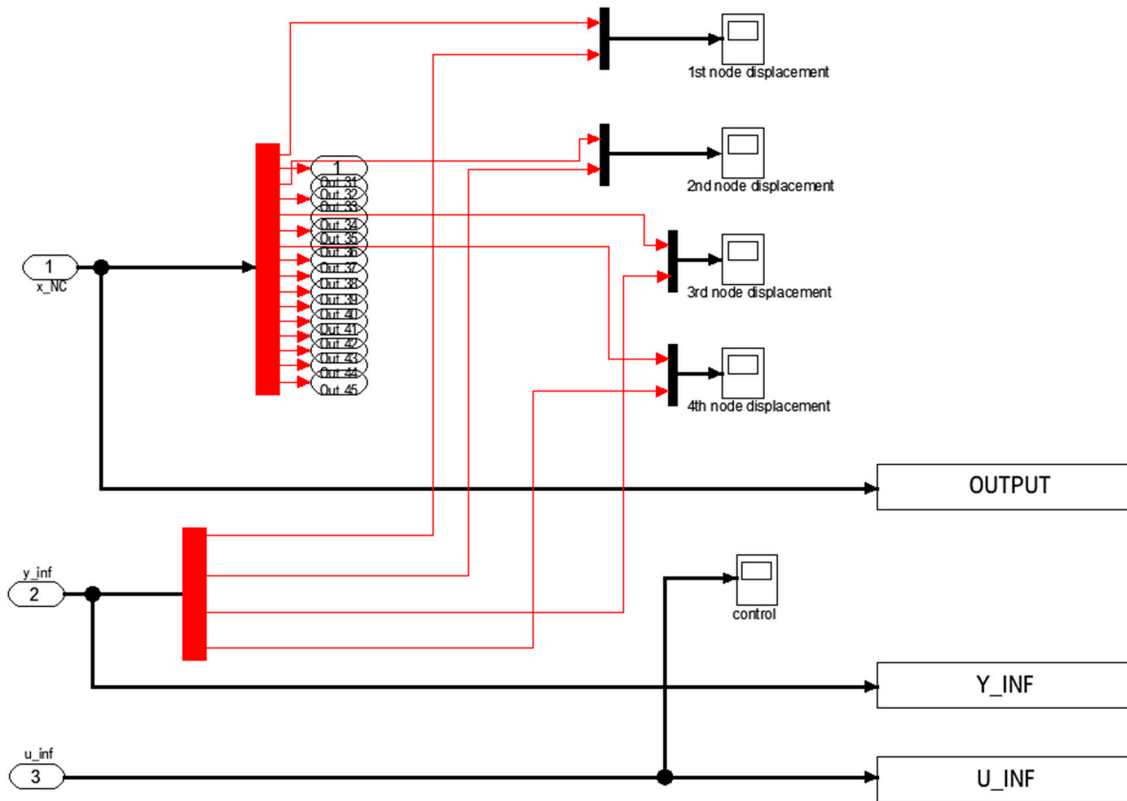 1st node displacement
1
Out 31
Out 32
Out 33
Out 34
Out 35
Out 36
Out 37
Out 38
Out 39
Out 40
Out 41
Out 42
Out 43
Out 44
Out 45
2nd node displacement
1
x_NC
3rd node displacement
4th node displacement
OUTPUT
y_inf
2
control
Y_INF
u_inf
3
U_INF